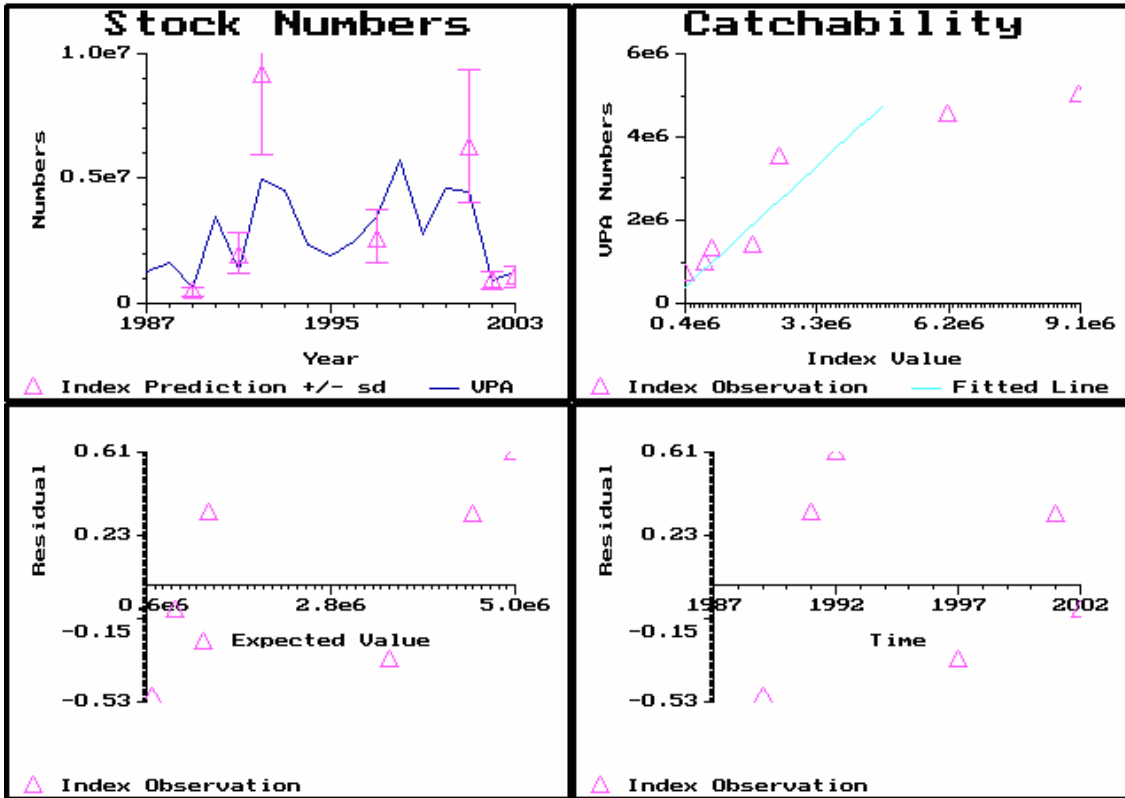 Stock Numbers
1.0e7
0.5e7
0
Numbers
1987 1995 2003
Year
Index Prediction +/- sd VPA
Catchability
6e6
4e6
2e6
0
VPA Numbers
0.4e6 3.3e6 6.2e6 9.1e6
Index Value
Index Observation Fitted Line
0.61
0.23
-0.15
-0.53
Residual
0.6e6 2.8e6 5.0e6
Expected Value
Index Observation
0.61
0.23
-0.15
-0.53
Residual
1987 1992 1997 2002
Time
Index Observation